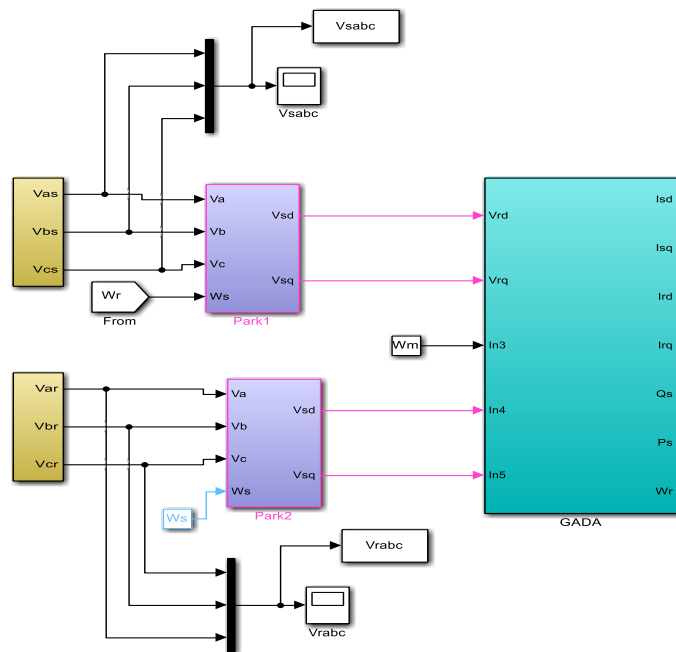 Vsabc
Vsabc
Vas
Vbs
Vcs
Va
Vb
Vc
Ws
Vsd
Vsq
Park1
Wr
From
Vrd
Vrq
In3
In4
In5
Isd
Isq
Ird
Irq
Qs
Ps
Wr
GADA
Wm
Var
Vbr
Vcr
Va
Vb
Vc
Ws
Vsd
Vsq
Park2
Ws
Vrabc
Vrabc